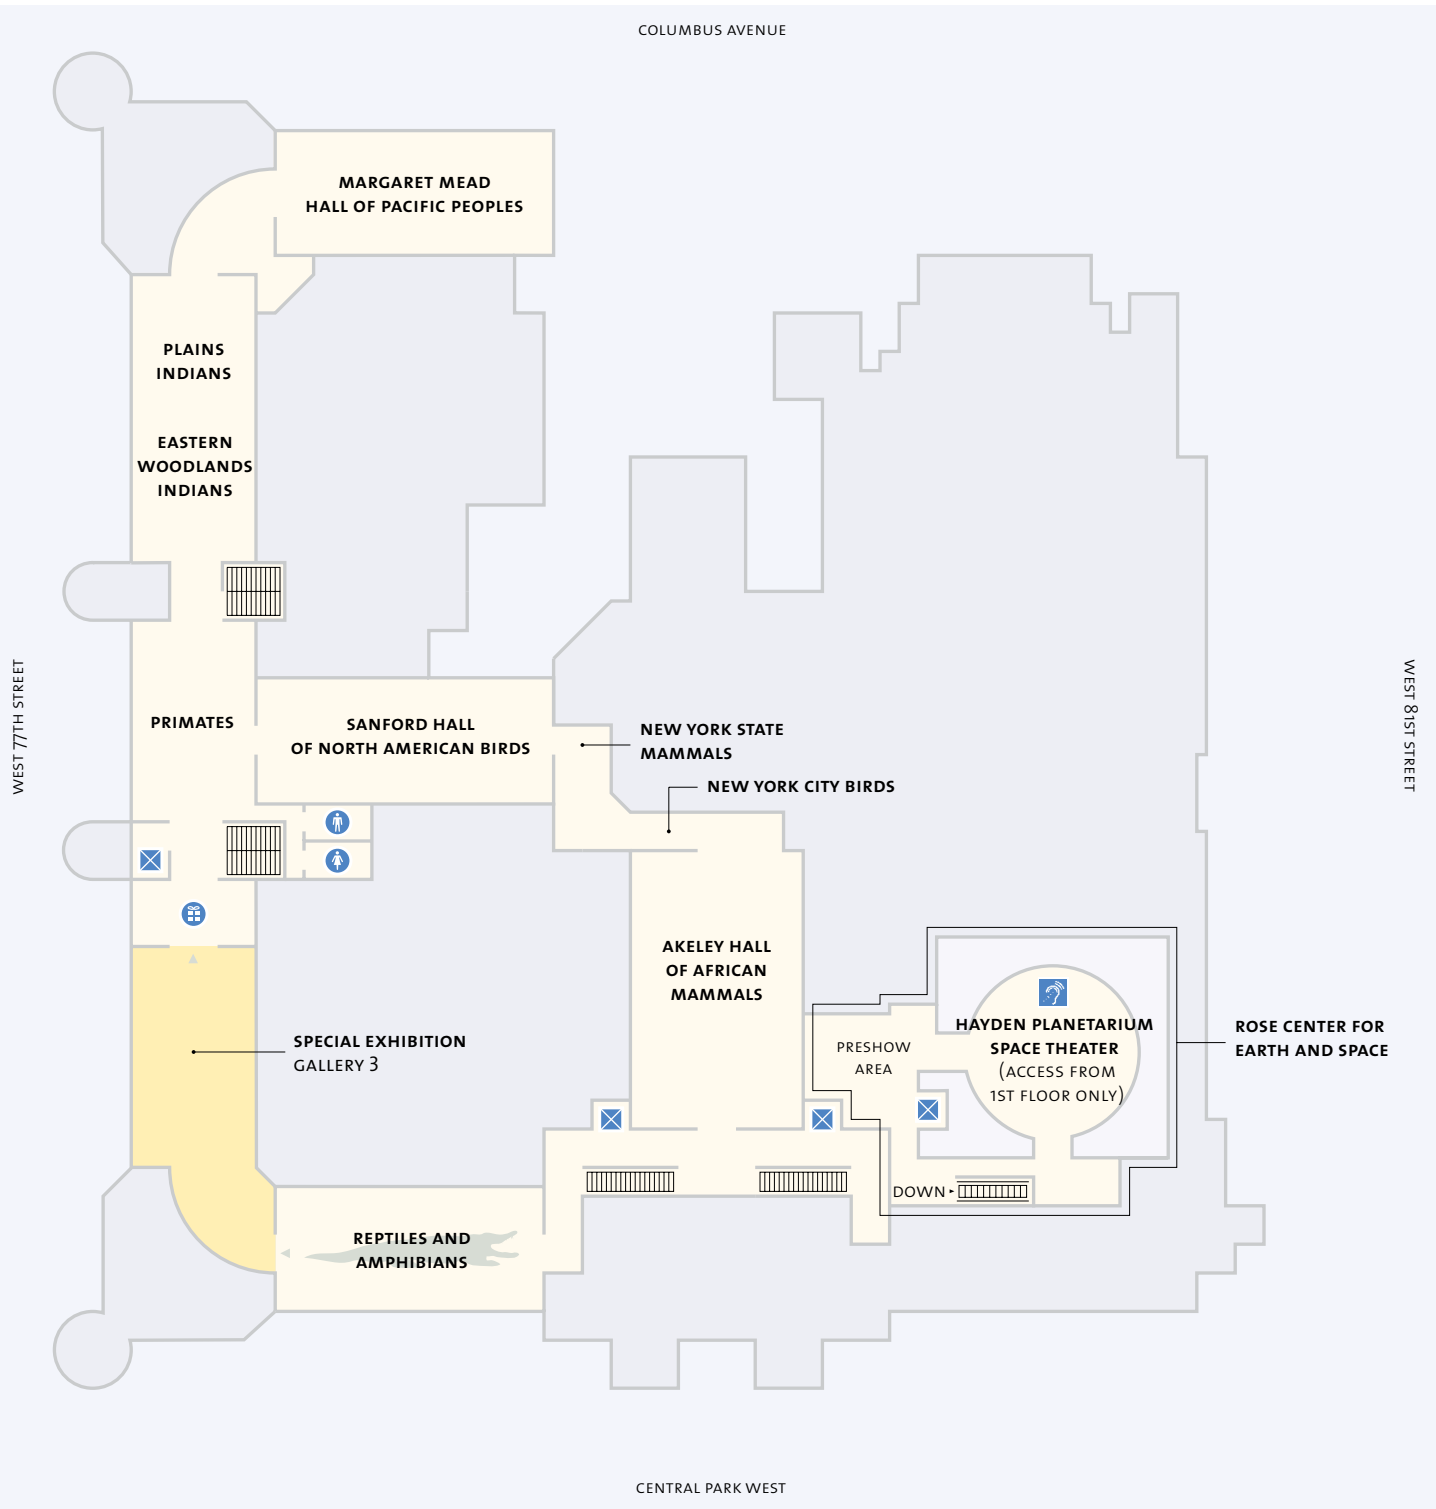 COLUMBUS AVENUE
MARGARET MEAD
HALL OF PACIFIC PEOPLES
PLAINS
INDIANS
EASTERN
WOODLANDS
INDIANS
WEST 77TH STREET
PRIMATES
SANFORD HALL
OF NORTH AMERICAN BIRDS
NEW YORK STATE
MAMMALS
NEW YORK CITY BIRDS
WEST 81ST STREET
AKELEY HALL
OF AFRICAN
MAMMALS
SPECIAL EXHIBITION
GALLERY 3
PRESHOW
AREA
HAYDEN PLANETARIUM
SPACE THEATER
(ACCESS FROM
1ST FLOOR ONLY)
ROSE CENTER FOR
EARTH AND SPACE
DOWN
REPTILES AND
AMPHIBIANS
CENTRAL PARK WEST